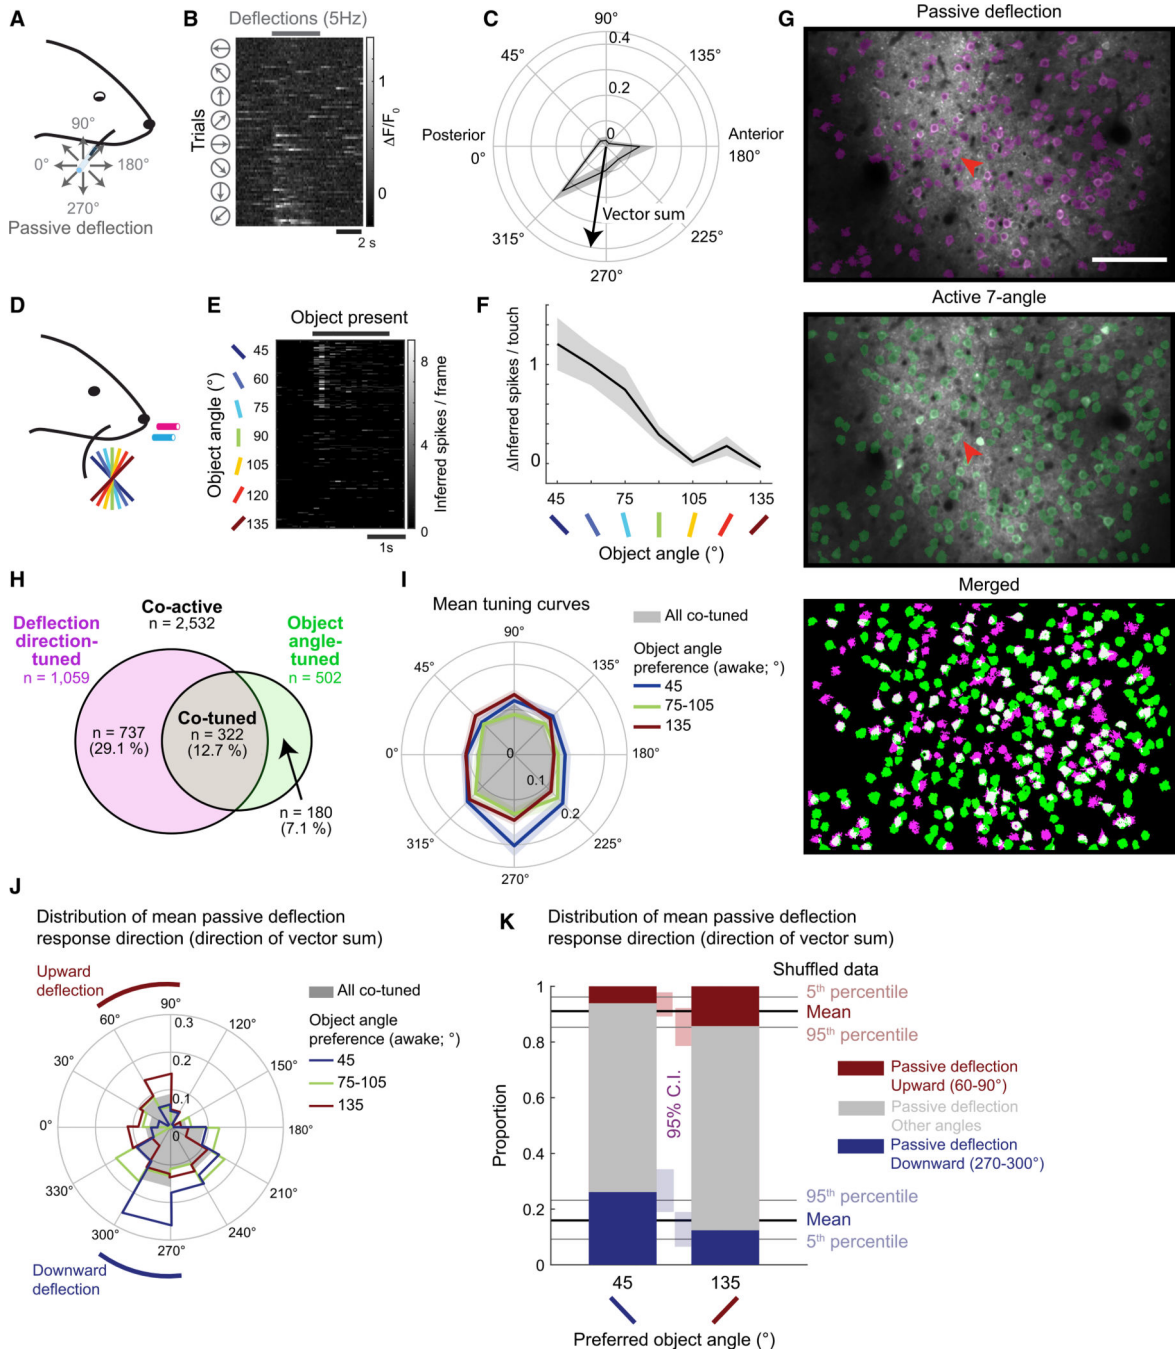 A
90°
0°
180°
270°
Passive deflection
B
Deflections (5Hz)
Trials
1
0
ΔF/F0
2 s
C
90°
0.4
45°
135°
0.2
0
Posterior
0°
Anterior
180°
Vector sum
315°
225°
270°
D
E
Object present
Object angle (°)
45
60
75
90
105
120
135
8
4
0
Inferred spikes / frame
1s
F
ΔInferred spikes / touch
1
0
45
75
105
135
Object angle (°)
G
Passive deflection
Active 7-angle
Merged
H
Co-active
n = 2,532
Deflection
direction-
tuned
n = 1,059
Object
angle-
tuned
n = 502
n = 737
(29.1 %)
Co-tuned
n = 322
(12.7 %)
n = 180
(7.1 %)
I
Mean tuning curves
90°
45°
135°
0°
0
180°
0.1
0.2
315°
225°
270°
All co-tuned
Object angle
preference (awake; °)
45
75-105
135
J
Distribution of mean passive deflection
response direction (direction of vector sum)
Upward
deflection
90°
0.3
60°
120°
0.2
30°
150°
0.1
0°
0
180°
330°
210°
300°
240°
270°
Downward
deflection
All co-tuned
Object angle
preference (awake; °)
45
75-105
135
K
Distribution of mean passive deflection
response direction (direction of vector sum)
Shuffled data
Proportion
1
0.8
0.6
0.4
0.2
0
95% C.I.
5th percentile
Mean
95th percentile
Passive deflection
Upward (60-90°)
Passive deflection
Other angles
Passive deflection
Downward (270-300°)
95th percentile
Mean
5th percentile
45
135
Preferred object angle (°)